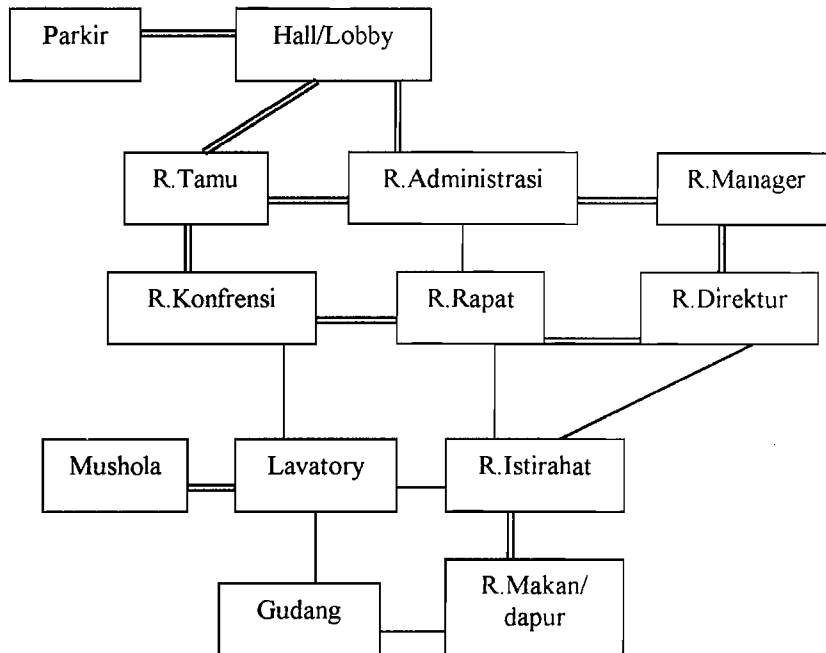 Parkir
Hall/Lobby
R.Tamu
R.Administrasi
R.Manager
R.Konfrensi
R.Rapat
R.Direktur
Mushola
Lavatory
R.Istirahat
Gudang
R.Makan/
dapur